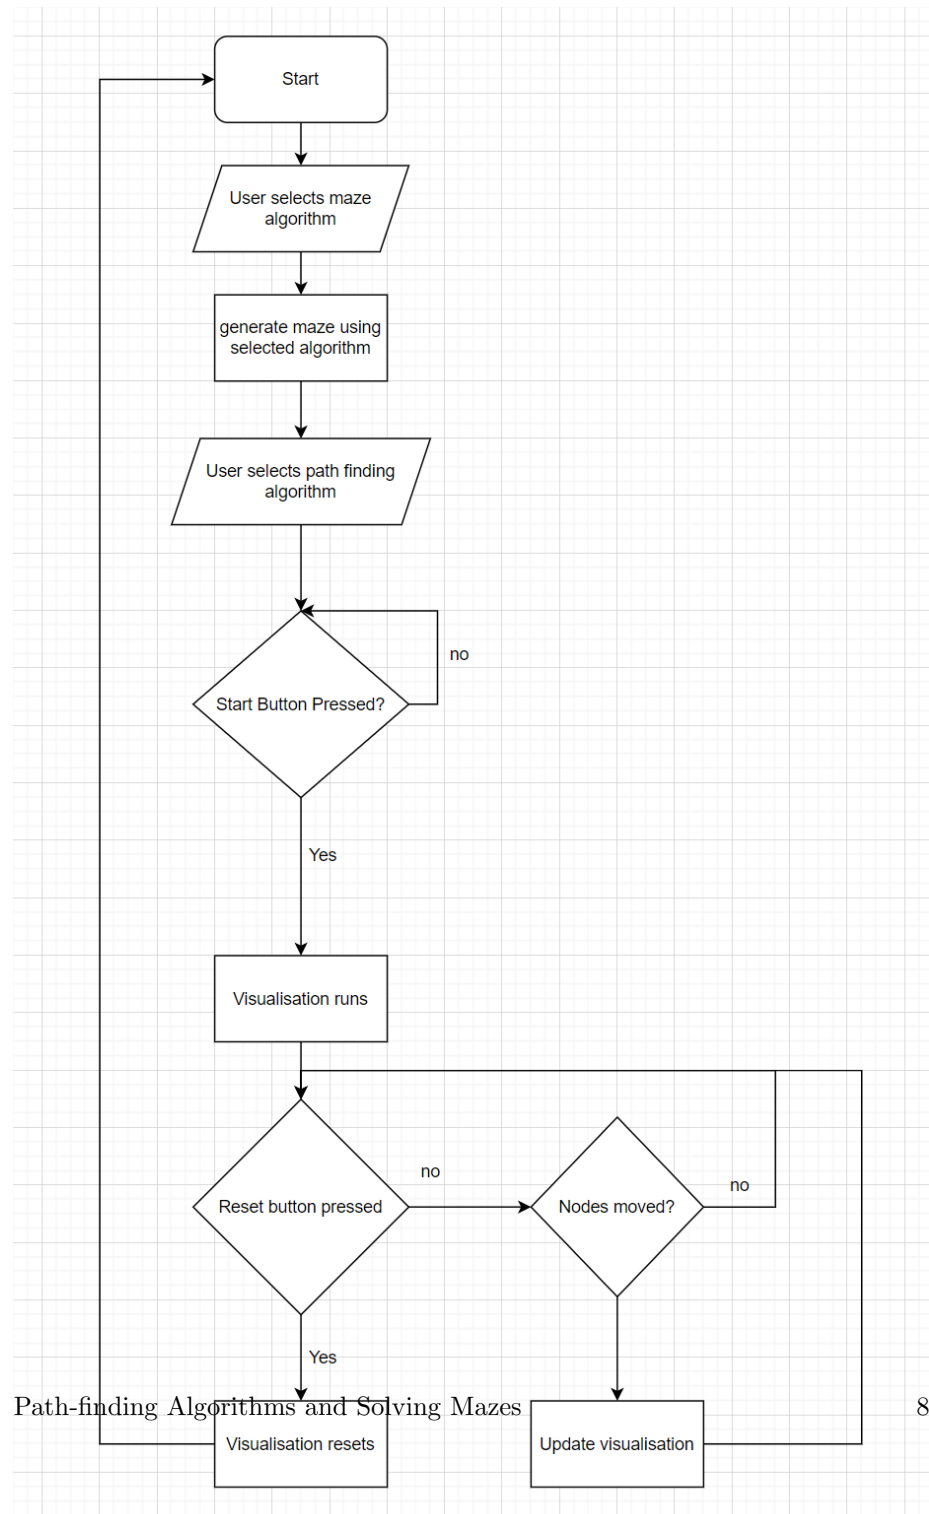 Start
User selects maze
algorithm
generate maze using
selected algorithm
User selects path finding
algorithm
no
Start Button Pressed?
Yes
Visualisation runs
no
Reset button pressed
Nodes moved?
no
Yes
Path-finding Algorithms and Solving Mazes 8
Visualisation resets
Update visualisation